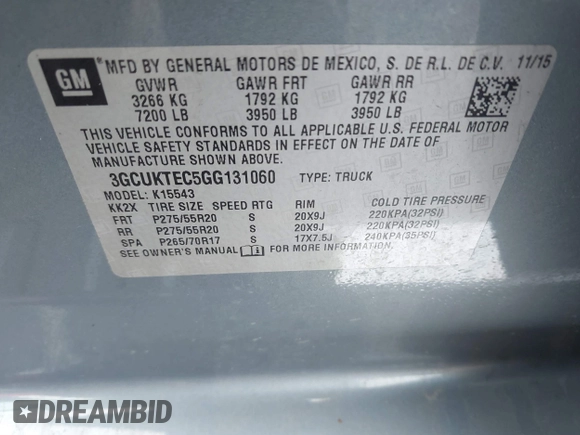 GM
® MFD BY GENERAL MOTORS DE MEXICO, S. DE R.L. DE C.V. 11/15
GVWR GAWR FRT GAWR RR
3266 KG 1792 KG 1792 KG
7200 LB 3950 LB 3950 LB
THIS VEHICLE CONFORMS TO ALL APPLICABLE U.S. FEDERAL MOTOR
VEHICLE SAFETY STANDARDS IN EFFECT ON THE DATE OF
MANUFACTURE SHOWN ABOVE.
3GCUKTEC5GG131060 TYPE: TRUCK
MODEL: K15543
KK2X TIRE SIZE SPEED RTG RIM COLD TIRE PRESSURE
FRT P275/55R20 S 20X9J 220KPA(32PSI)
RR P275/55R20 S 20X9J 220KPA(32PSI)
SPA P265/70R17 S 17X7.5J 240KPA(35PSI)
SEE OWNER'S MANUAL FOR MORE INFORMATION.
DREAMBID